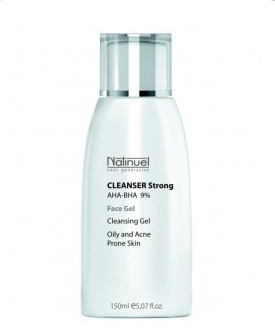 Natinuel
next generation
CLEANSER Strong
AHA-BHA 9%
Face Gel
Cleansing Gel
Oily and Acne
Prone Skin
150ml e5,07 fl.oz.